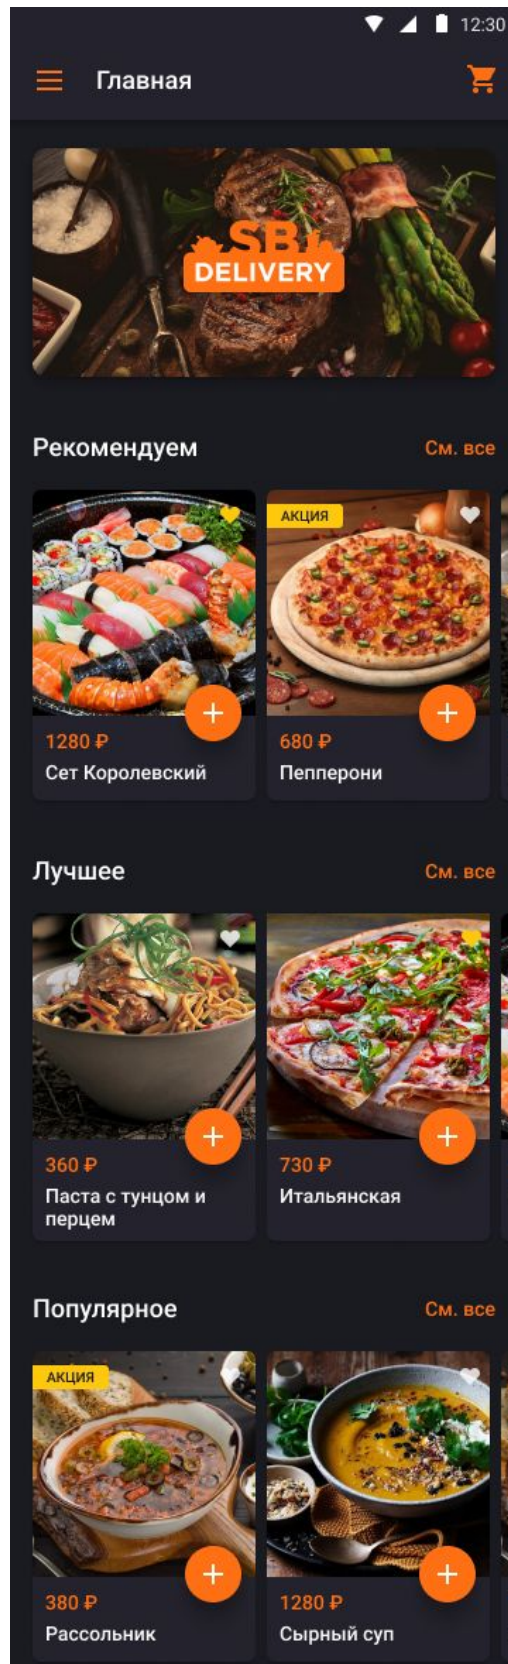 12:30
Главная
SB
DELIVERY
Рекомендуем
См. все
АКЦИЯ
1280 ₽
680 ₽
Сет Королевский
Пепперони
Лучшее
См. все
360 ₽
730 ₽
Паста с тунцом и
перцем
Итальянская
Популярное
См. все
АКЦИЯ
380 ₽
1280 ₽
Рассольник
Сырный суп